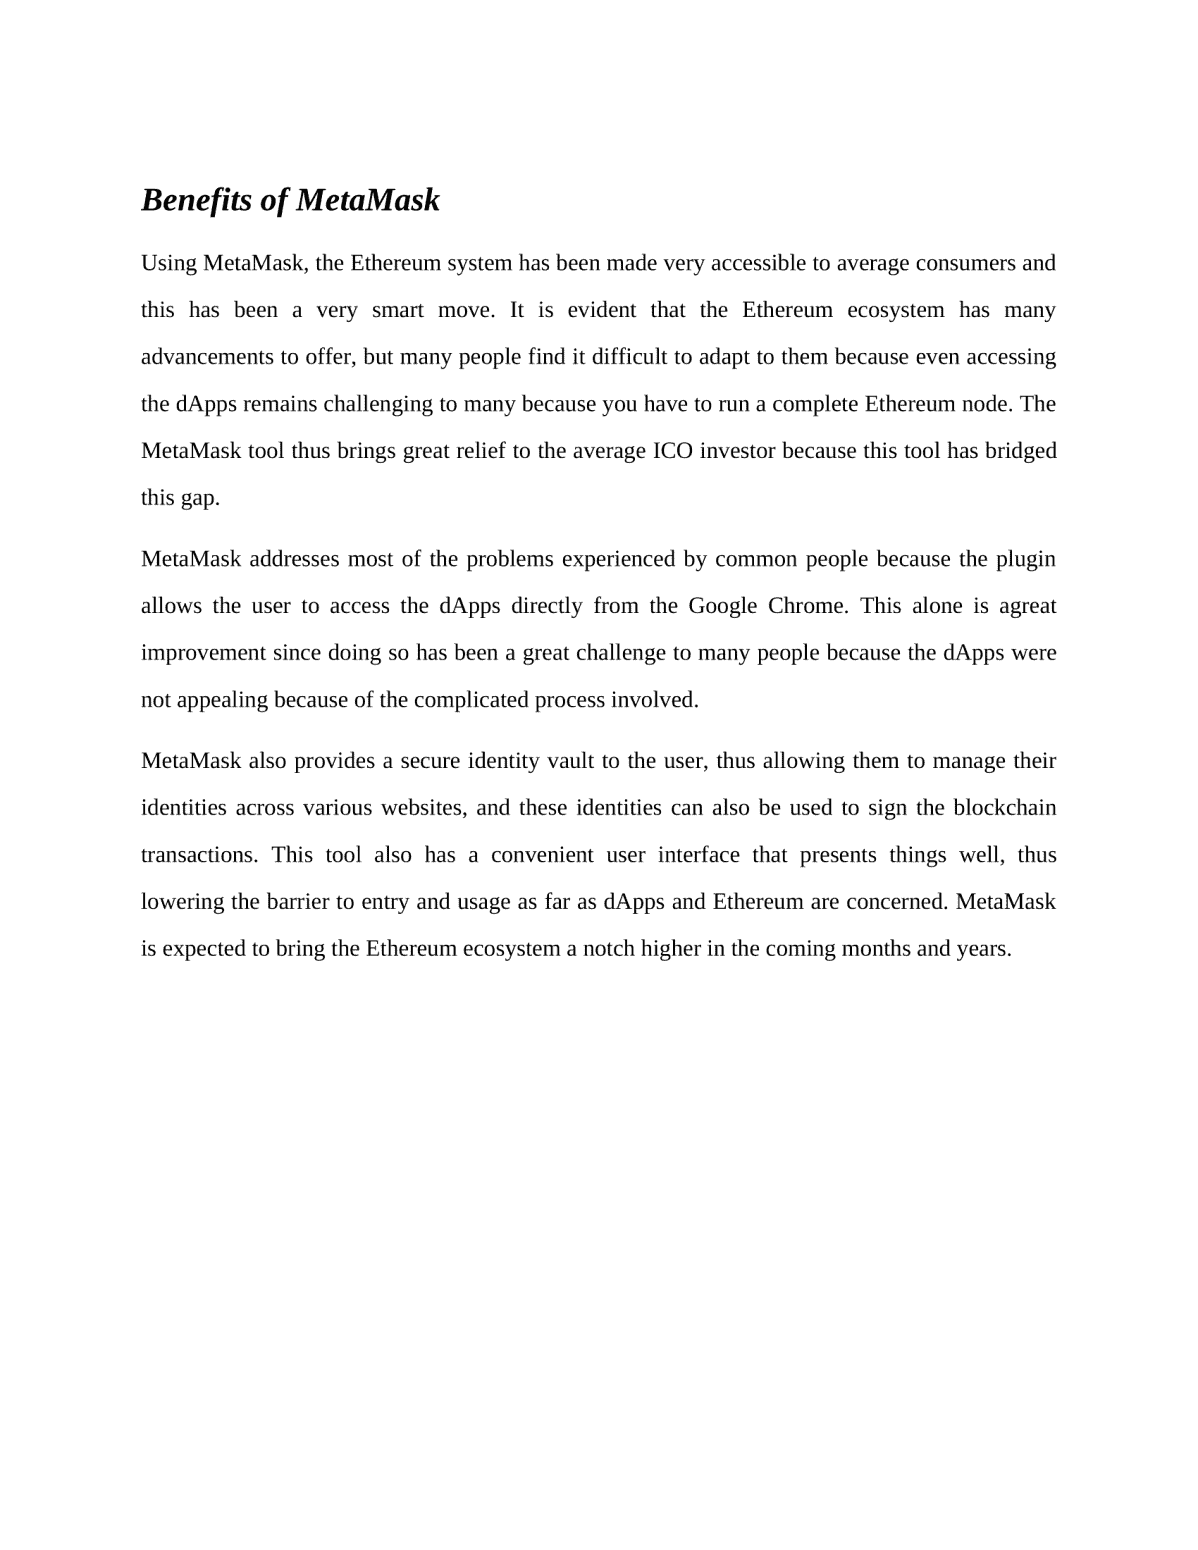 Benefits of MetaMask
Using MetaMask, the Ethereum system has been made very accessible to average consumers and
this has been a very smart move. It is evident that the Ethereum ecosystem has many
advancements to offer, but many people find it difficult to adapt to them because even accessing
the dApps remains challenging to many because you have to run a complete Ethereum node. The
MetaMask tool thus brings great relief to the average ICO investor because this tool has bridged
this gap.
MetaMask addresses most of the problems experienced by common people because the plugin
allows the user to access the dApps directly from the Google Chrome. This alone is agreat
improvement since doing so has been a great challenge to many people because the dApps were
not appealing because of the complicated process involved.
MetaMask also provides a secure identity vault to the user, thus allowing them to manage their
identities across various websites, and these identities can also be used to sign the blockchain
transactions. This tool also has a convenient user interface that presents things well, thus
lowering the barrier to entry and usage as far as dApps and Ethereum are concerned. MetaMask
is expected to bring the Ethereum ecosystem a notch higher in the coming months and years.